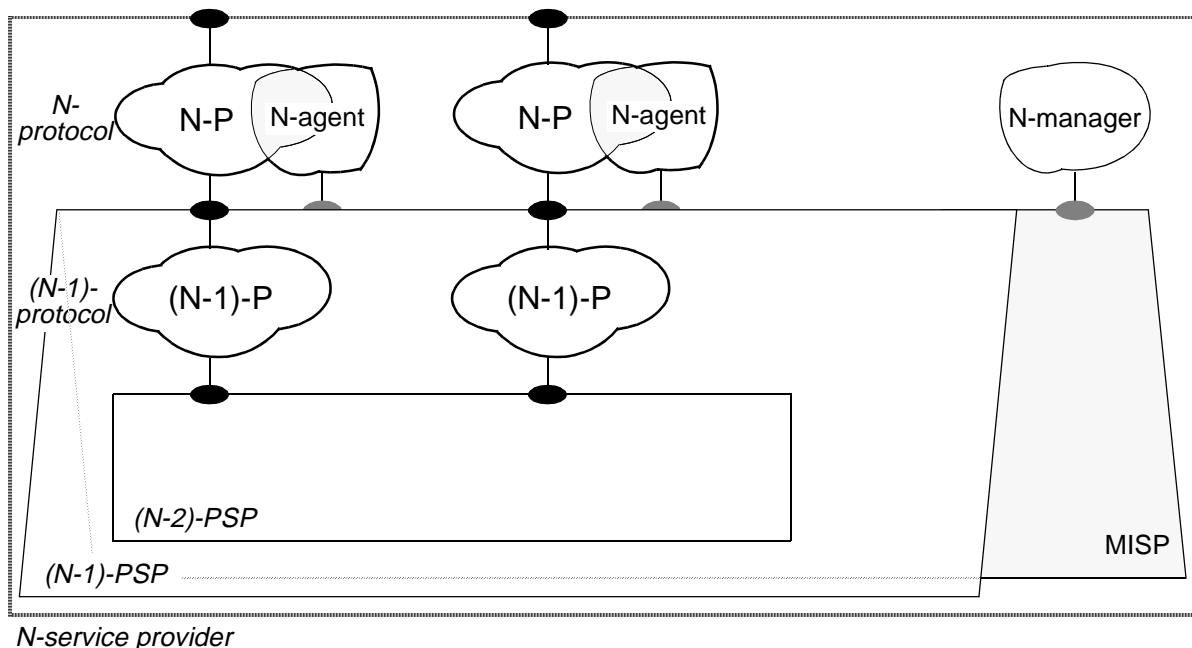 N-
protocol
N-P
N-agent
N-P
N-agent
N-manager
(N-1)-
protocol
(N-1)-P
(N-1)-P
(N-2)-PSP
MISP
(N-1)-PSP
N-service provider